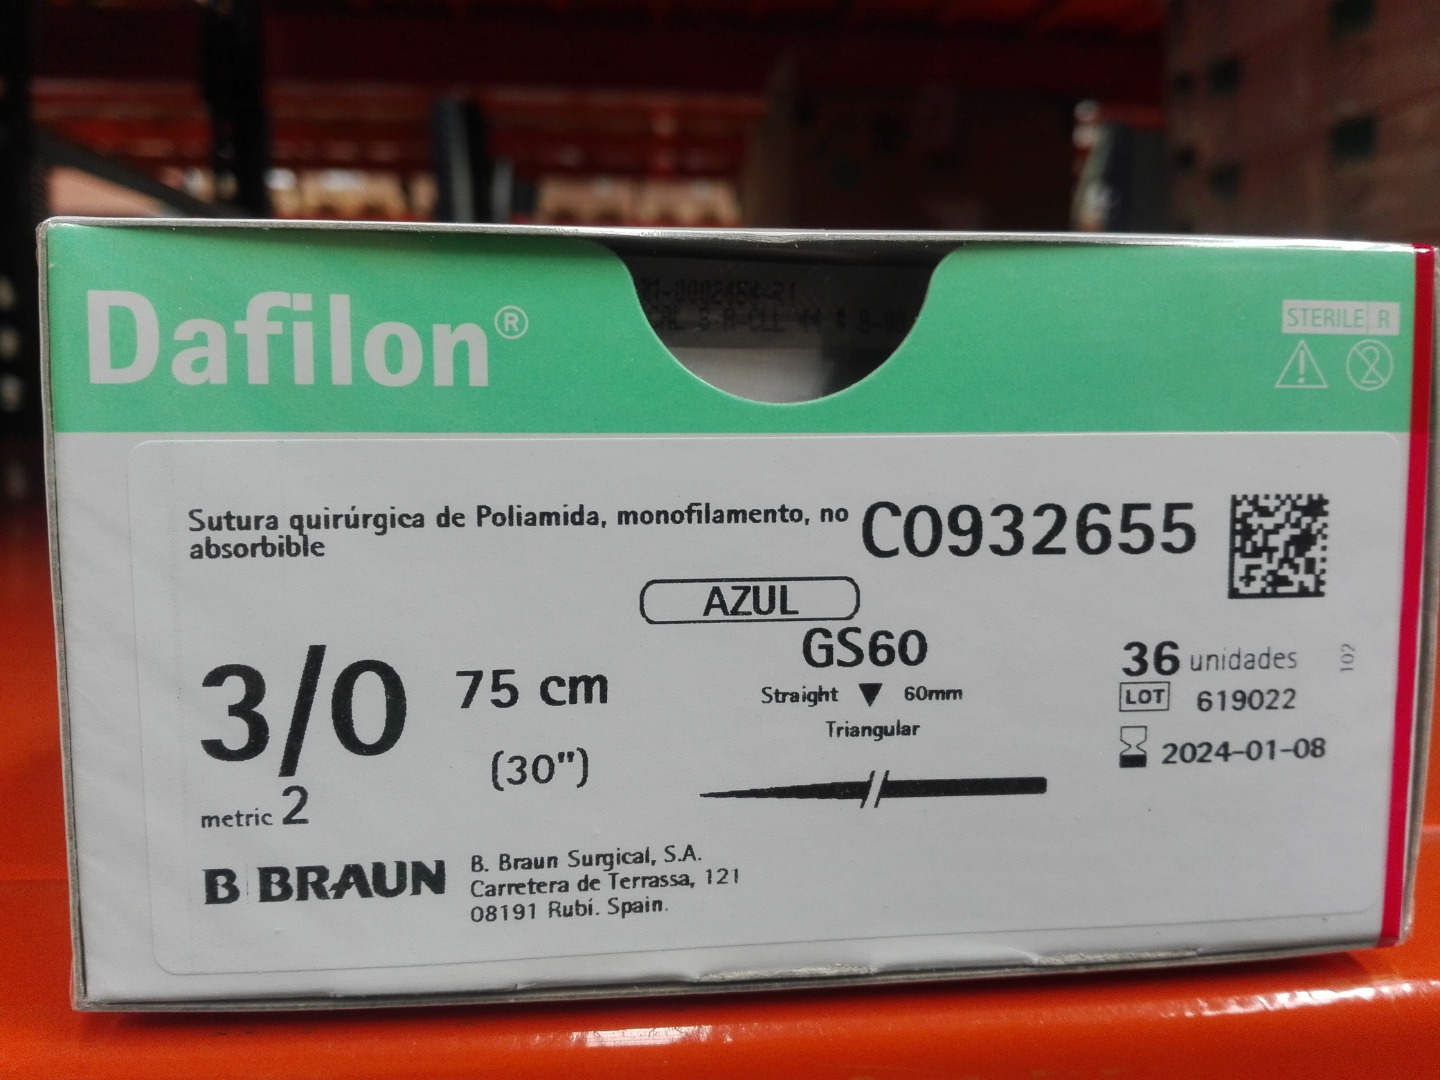 Dafilon®
STERILE R
Sutura quirúrgica de Poliamida, monofilamento, no
absorbible
C0932655
AZUL
GS60
3/0
75 cm
(30")
metric 2
Straight ▼ 60mm
Triangular
36 unidades
102
LOT 619022
2024-01-08
B BRAUN
B. Braun Surgical, S.A.
Carretera de Terrassa, 121
08191 Rubí. Spain.